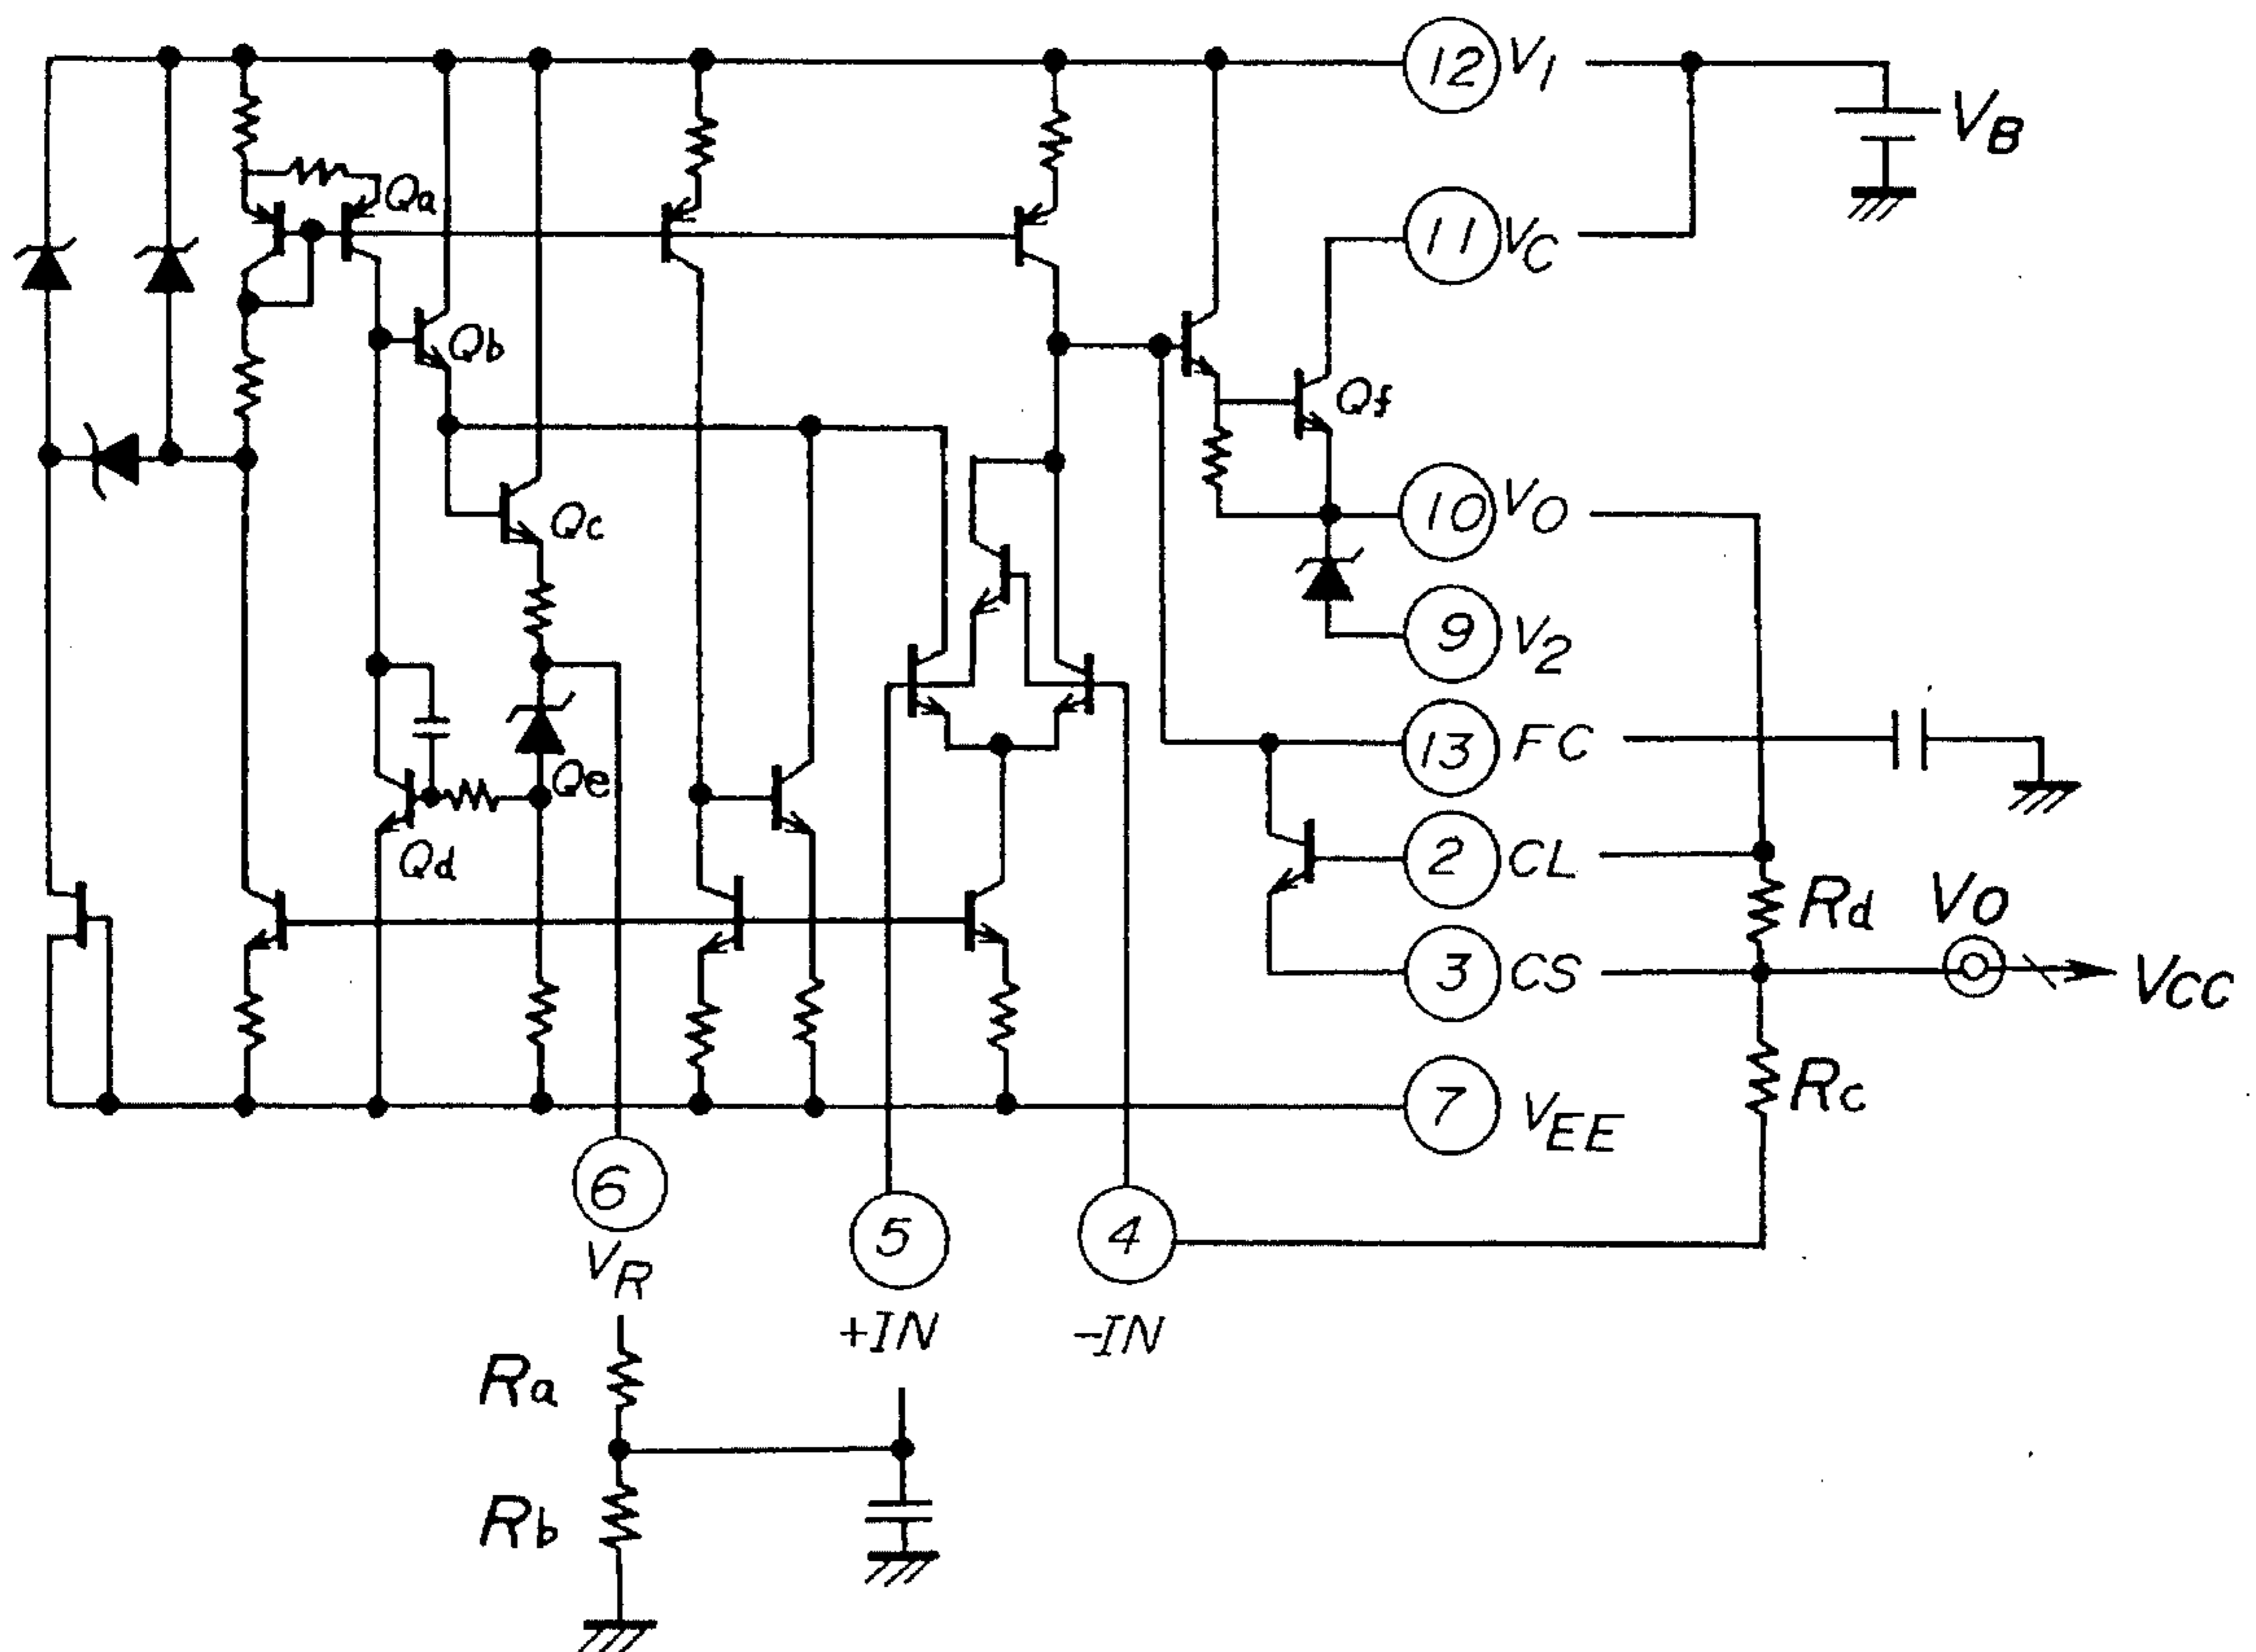 12 V1
VB
Qa
11 VC
Qb
Qf
10 VO
Qc
9 V2
13 FC
Qe
Qd
2 CL
Rd
VO
3 CS
VCC
7 VEE
Rc
6
VR
5
4
+IN
-IN
Ra
Rb